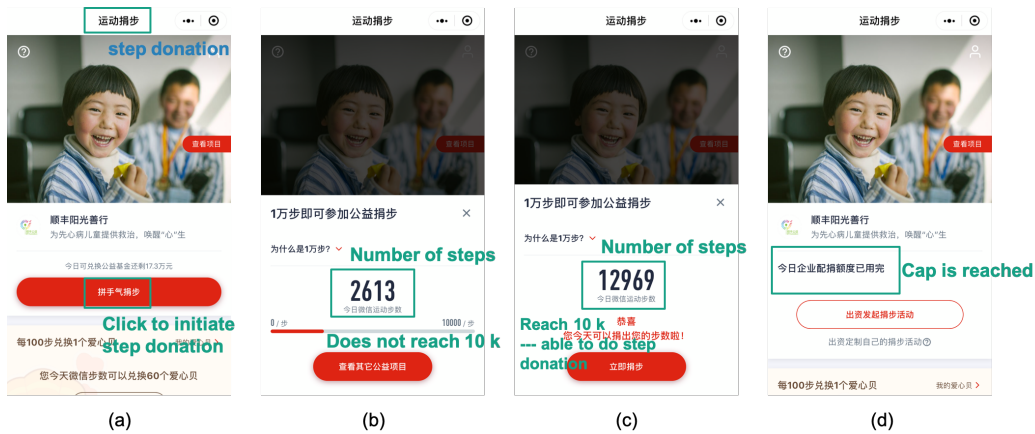 运动捐步
step donation
查看项目
顺丰阳光善行
为先心病儿童提供救治，唤醒“心”生
今日可兑换公益基金还剩17.3万元
拼手气捐步
Click to initiate
step donation
每100步兑换1个爱心贝
我的爱心贝 >
您今天微信步数可以兑换60个爱心贝
(a)
运动捐步
查看项目
1万步即可参加公益捐步
×
为什么是1万步?
Number of steps
2613
今日微信运动步数
0 / 步
10000 / 步
Does not reach 10 k
查看其它公益项目
(b)
运动捐步
查看项目
1万步即可参加公益捐步
×
为什么是1万步?
Number of steps
12969
今日微信运动步数
恭喜
您今天可以捐出您的步数啦!
Reach 10 k
--- able to do step
donation
立即捐步
(c)
运动捐步
查看项目
顺丰阳光善行
为先心病儿童提供救治，唤醒“心”生
今日企业配捐额度已用完
Cap is reached
出资发起捐步活动
出资定制自己的捐步活动?
每100步兑换1个爱心贝
我的爱心贝 >
(d)